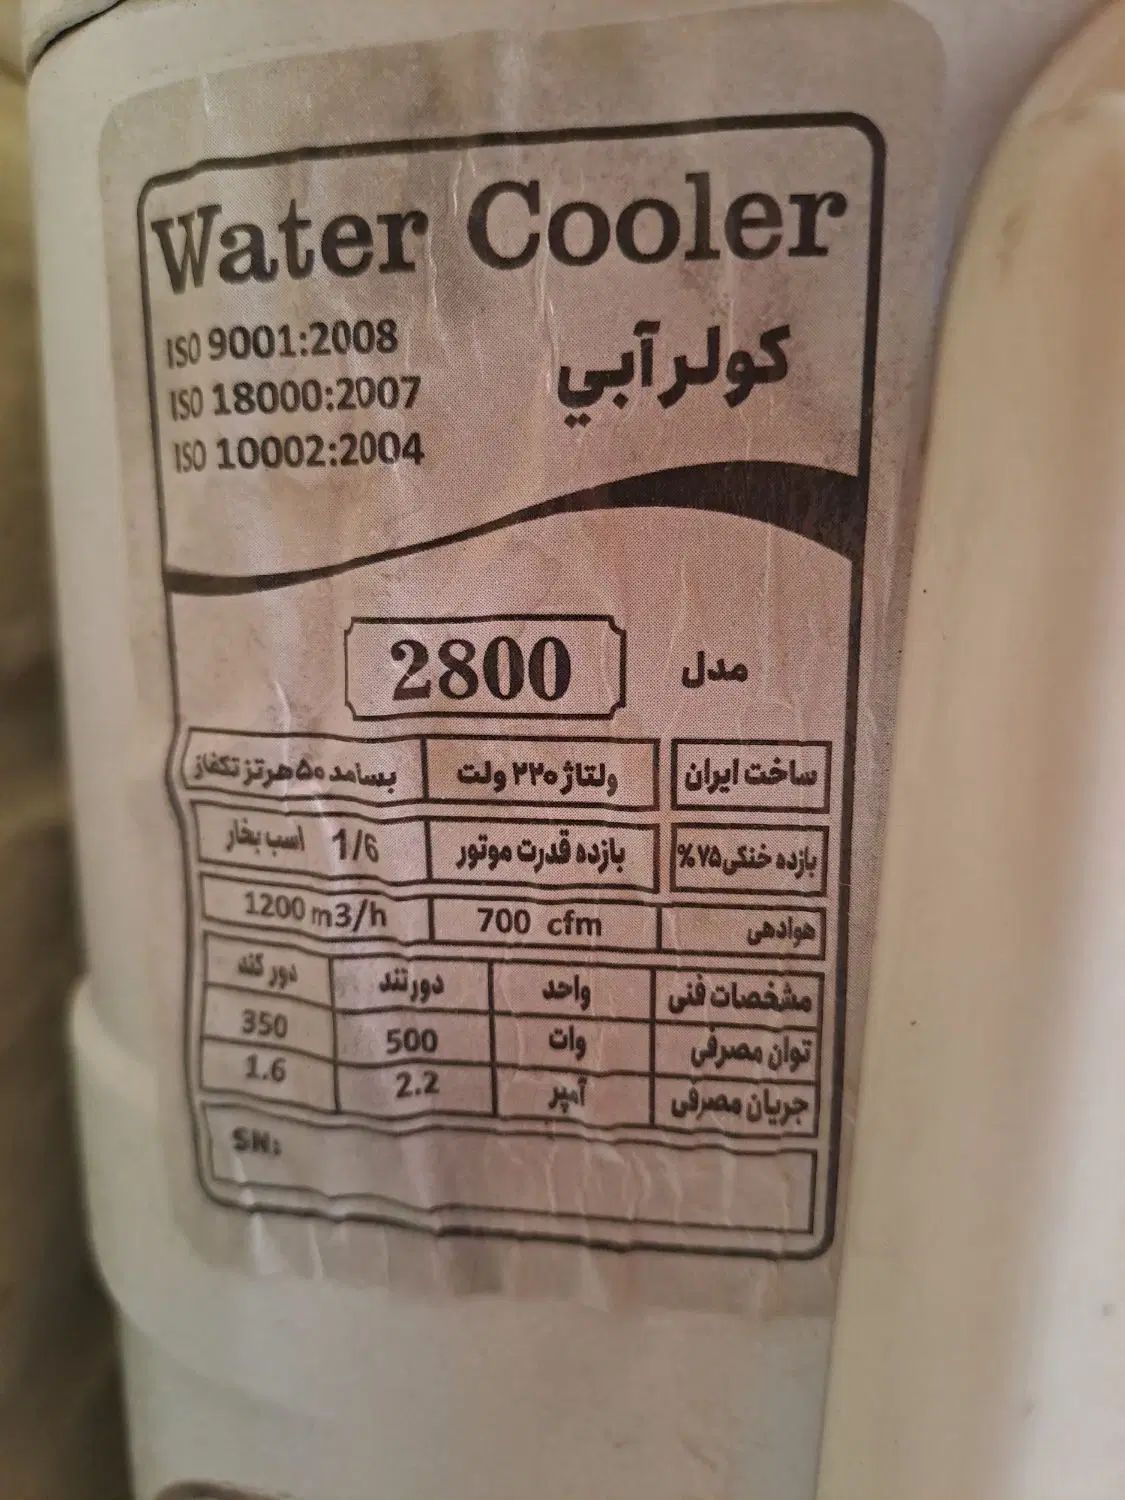 Water Cooler
ISO 9001:2008
ISO 18000:2007
ISO 10002:2004
کولر آبي
مدل 2800
ساخت ایران ولتاژ ۲۲۰ ولت بسامد ۵۰ هرتز تکفاز
بازده خنکی ۷۵% بازده قدرت موتور 1/6 اسب بخار
هوادهی 700 cfm 1200 m3/h
مشخصات فنی واحد دور تند دور کند
توان مصرفی وات 500 350
جریان مصرفی آمپر 2.2 1.6
SN: